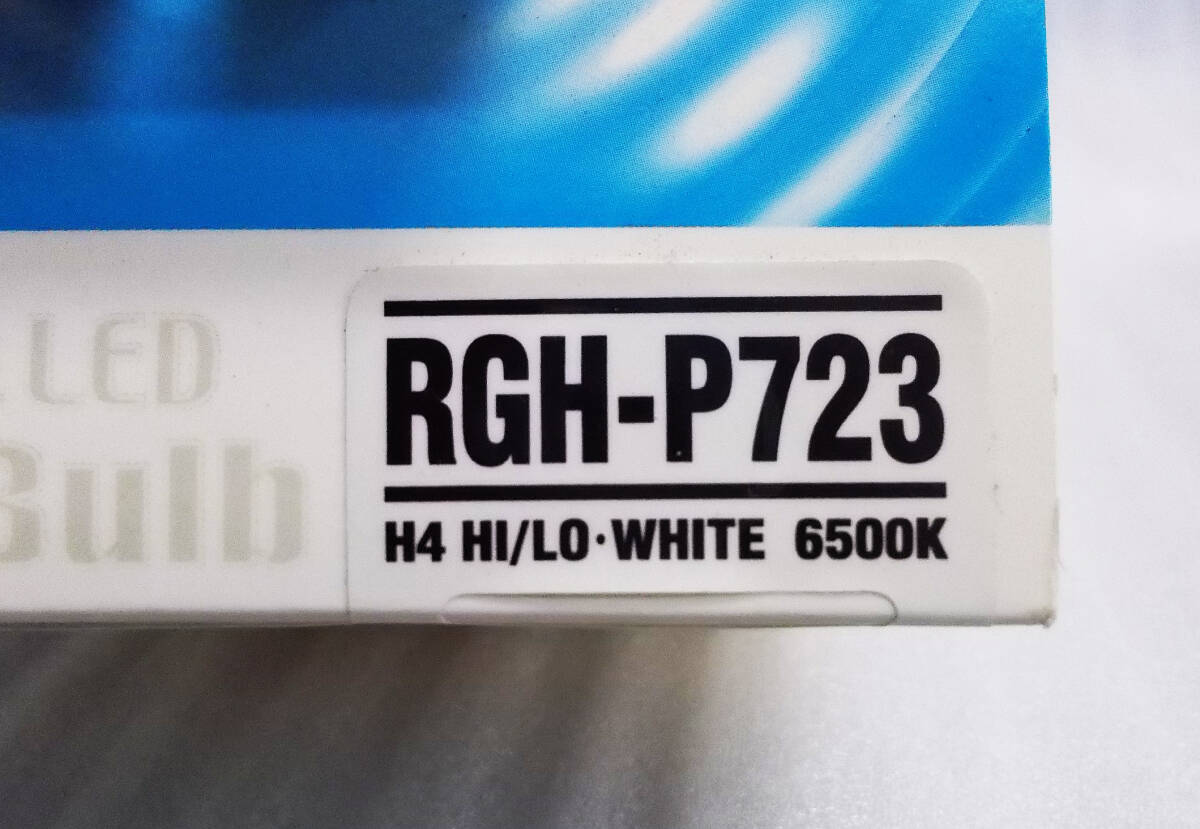 LED
Bulb
RGH-P723
H4 HI/LO·WHITE 6500K